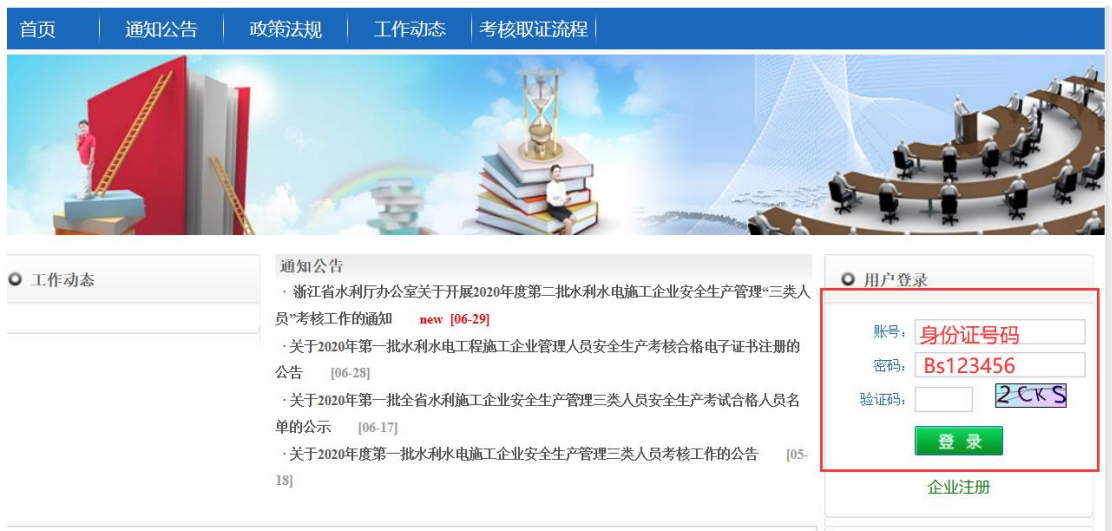 首页 通知公告 政策法规 工作动态 考核取证流程
工作动态
通知公告
· 浙江省水利厅办公室关于开展2020年度第二批水利水电施工企业安全生产管理“三类人
员”考核工作的通知 new [06-29]
·关于2020年第一批水利水电工程施工企业管理人员安全生产考核合格电子证书注册的
公告 [06-28]
·关于2020年第一批全省水利施工企业安全生产管理三类人员安全生产考试合格人员名
单的公示 [06-17]
·关于2020年度第一批水利水电施工企业安全生产管理三类人员考核工作的公告 [05-
18]
用户登录
账号： 身份证号码
密码： Bs123456
验证码： 2CKS
登 录
企业注册